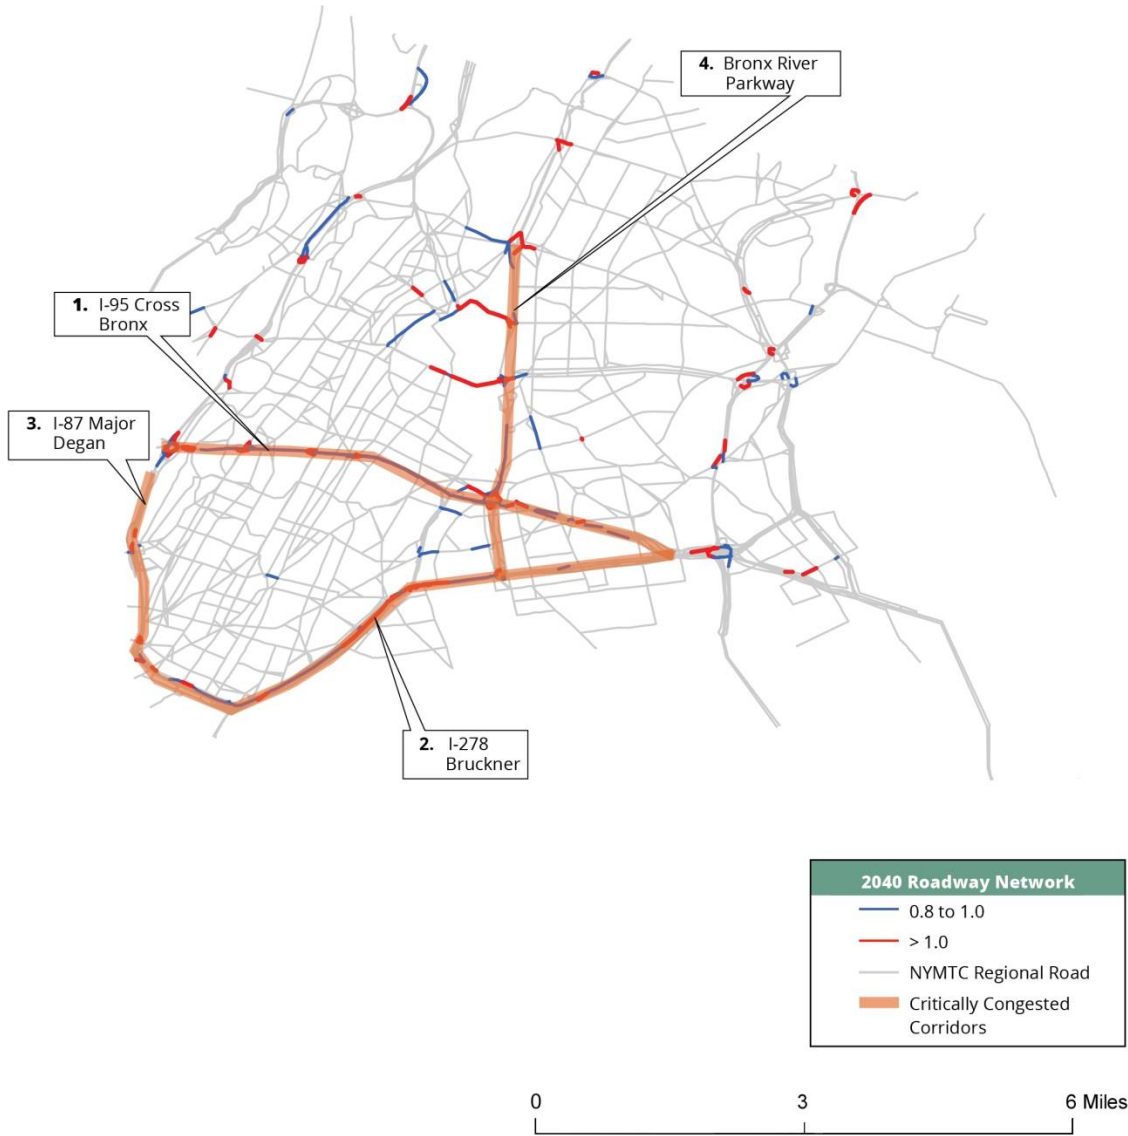 4. Bronx River
Parkway
1. I-95 Cross
Bronx
3. I-87 Major
Degan
2. I-278
Bruckner
2040 Roadway Network
0.8 to 1.0
> 1.0
NYMTC Regional Road
Critically Congested
Corridors
0 3 6 Miles